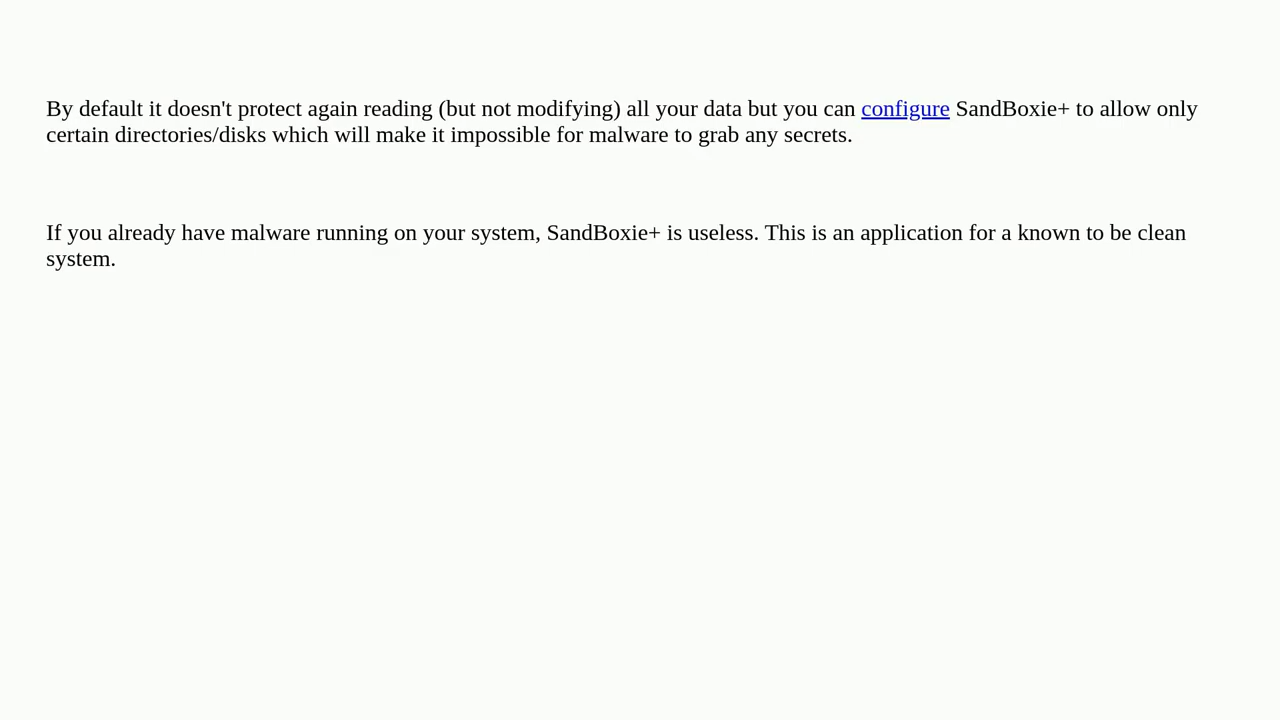 By default it doesn't protect again reading (but not modifying) all your data but you can configure SandBoxie+ to allow only
certain directories/disks which will make it impossible for malware to grab any secrets.
If you already have malware running on your system, SandBoxie+ is useless. This is an application for a known to be clean
system.